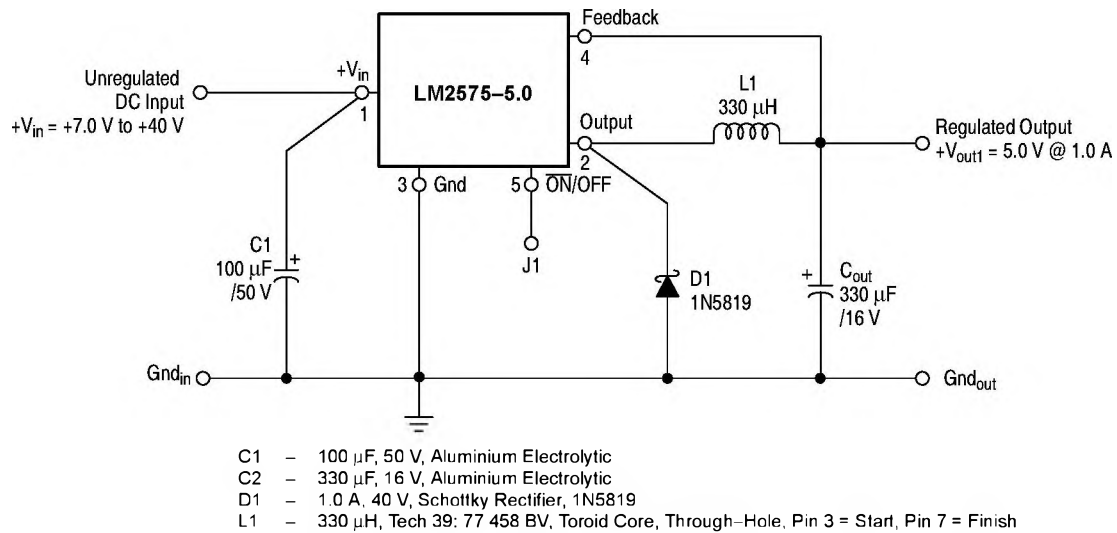 Feedback
4
Unregulated
DC Input
+Vin = +7.0 V to +40 V
+Vin
1
LM2575–5.0
L1
330 µH
Output
2
Regulated Output
+Vout1 = 5.0 V @ 1.0 A
3 Gnd
5 ON/OFF
J1
C1
100 µF
/50 V
+
D1
1N5819
+
Cout
330 µF
/16 V
Gndin
Gndout
C1 – 100 µF, 50 V, Aluminium Electrolytic
C2 – 330 µF, 16 V, Aluminium Electrolytic
D1 – 1.0 A, 40 V, Schottky Rectifier, 1N5819
L1 – 330 µH, Tech 39: 77 458 BV, Toroid Core, Through–Hole, Pin 3 = Start, Pin 7 = Finish